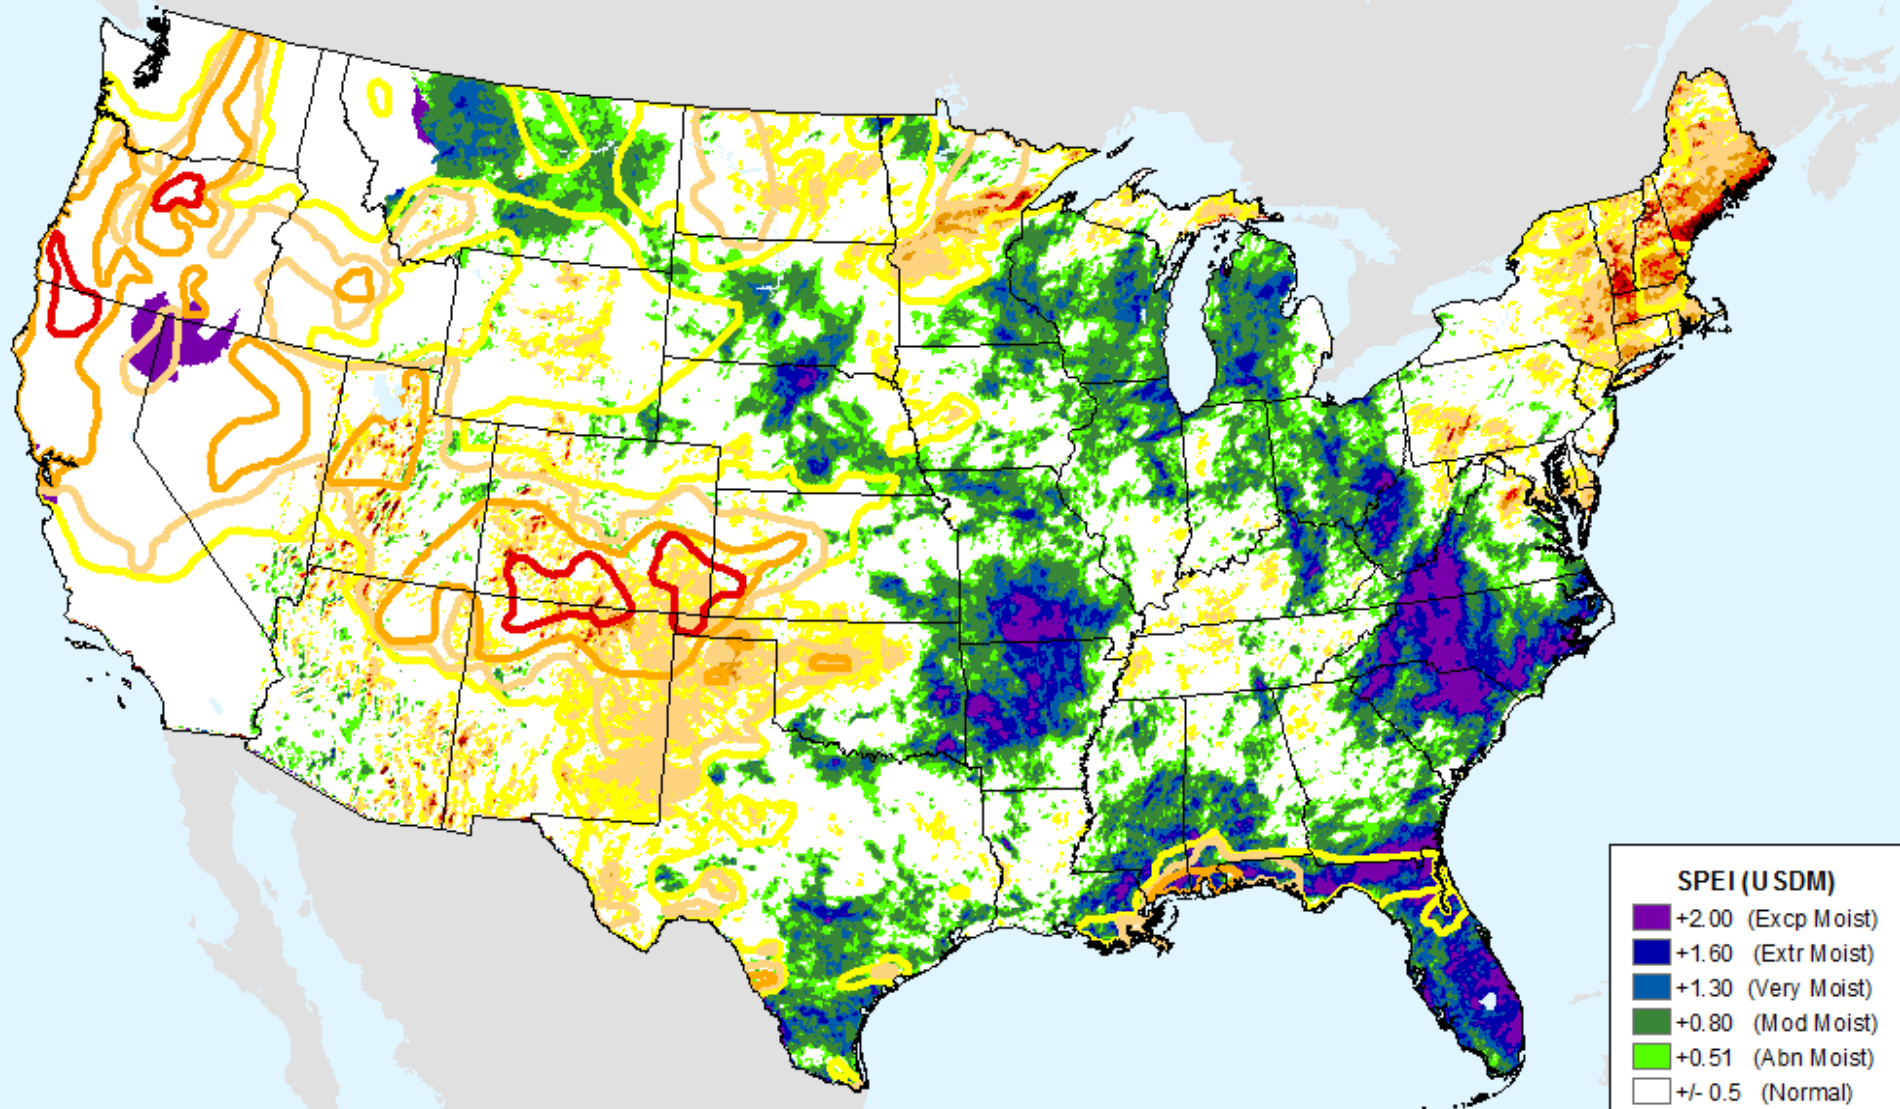 SPEI (USDM)
+2.00 (Excp Moist)
+1.60 (Extr Moist)
+1.30 (Very Moist)
+0.80 (Mod Moist)
+0.51 (Abn Moist)
+/- 0.5 (Normal)